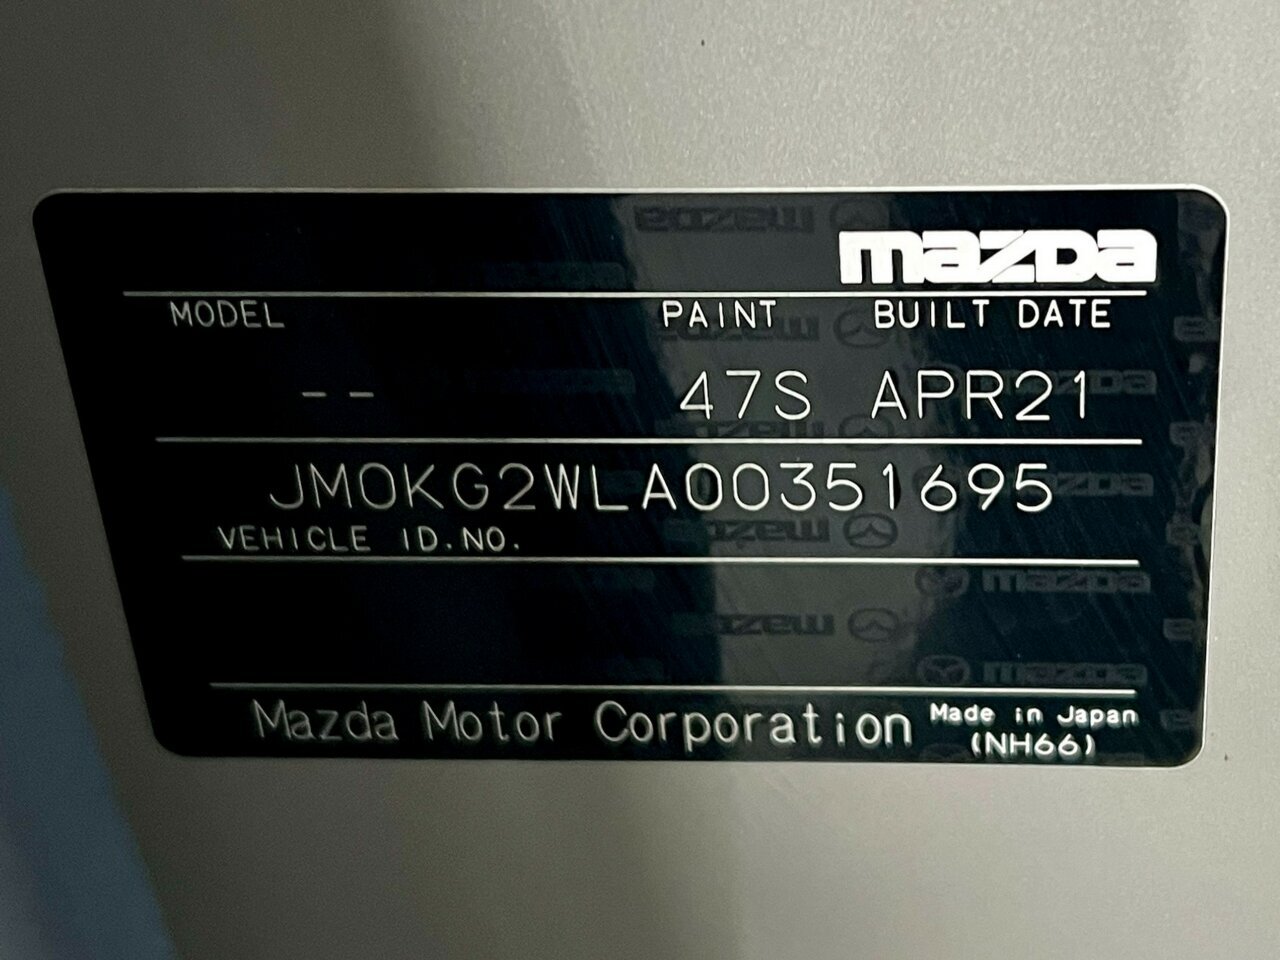 mazda
MODEL PAINT BUILT DATE
-- 47S APR21
JM0KG2WLA00351695
VEHICLE ID.NO.
Mazda Motor Corporation Made in Japan
(NH66)